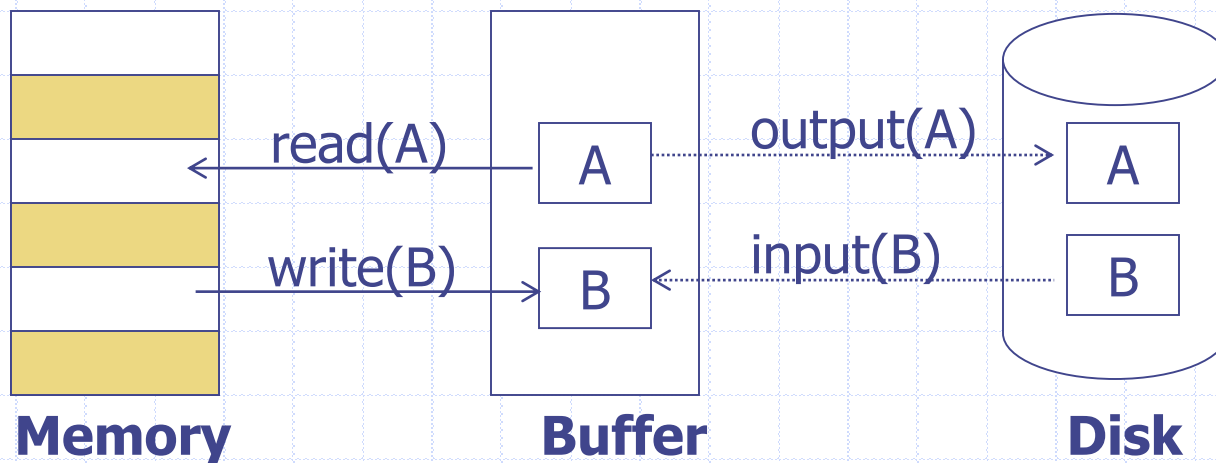 read(A)
A
output(A)
A
write(B)
B
input(B)
B
Memory
Buffer
Disk